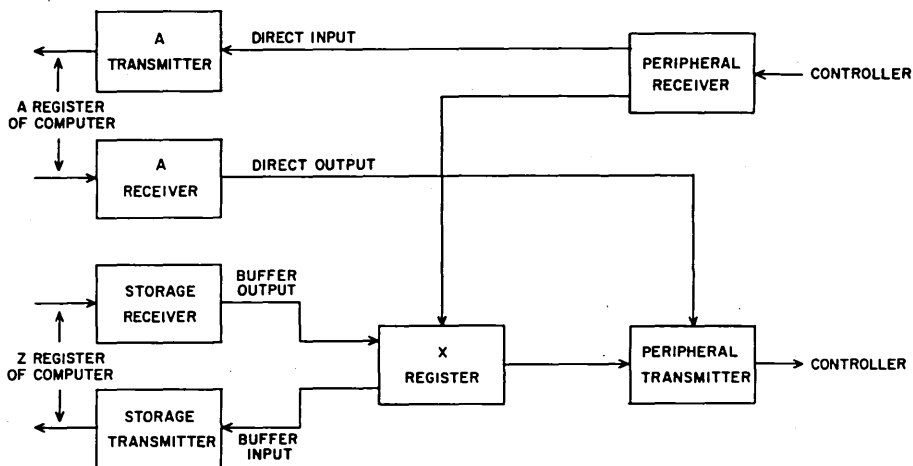 A
TRANSMITTER
DIRECT INPUT
PERIPHERAL
RECEIVER
CONTROLLER
A REGISTER
OF COMPUTER
A
RECEIVER
DIRECT OUTPUT
STORAGE
RECEIVER
BUFFER
OUTPUT
Z REGISTER
OF COMPUTER
X
REGISTER
PERIPHERAL
TRANSMITTER
CONTROLLER
STORAGE
TRANSMITTER
BUFFER
INPUT